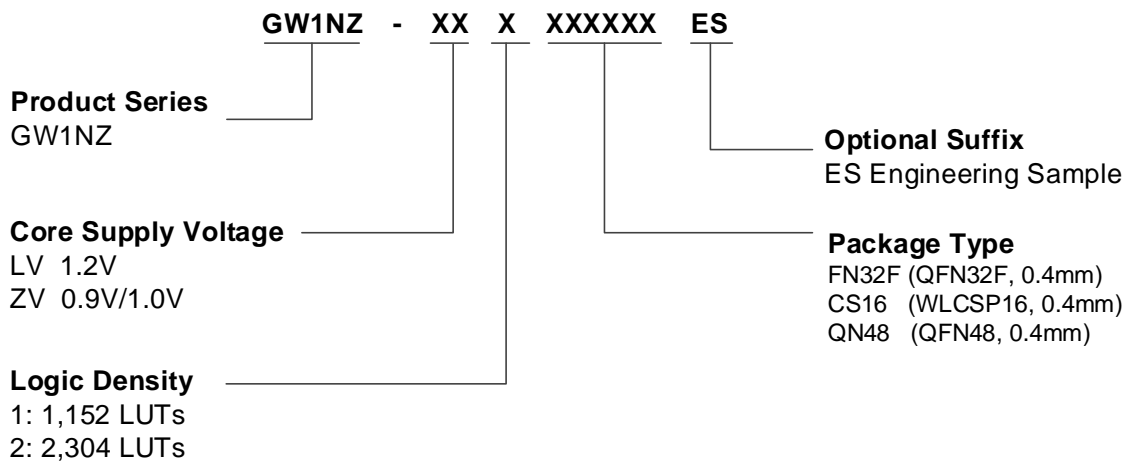 GW1NZ - XX X XXXXXX ES
Product Series
GW1NZ
Optional Suffix
ES Engineering Sample
Core Supply Voltage
LV 1.2V
ZV 0.9V/1.0V
Package Type
FN32F (QFN32F, 0.4mm)
CS16 (WLCSP16, 0.4mm)
QN48 (QFN48, 0.4mm)
Logic Density
1: 1,152 LUTs
2: 2,304 LUTs